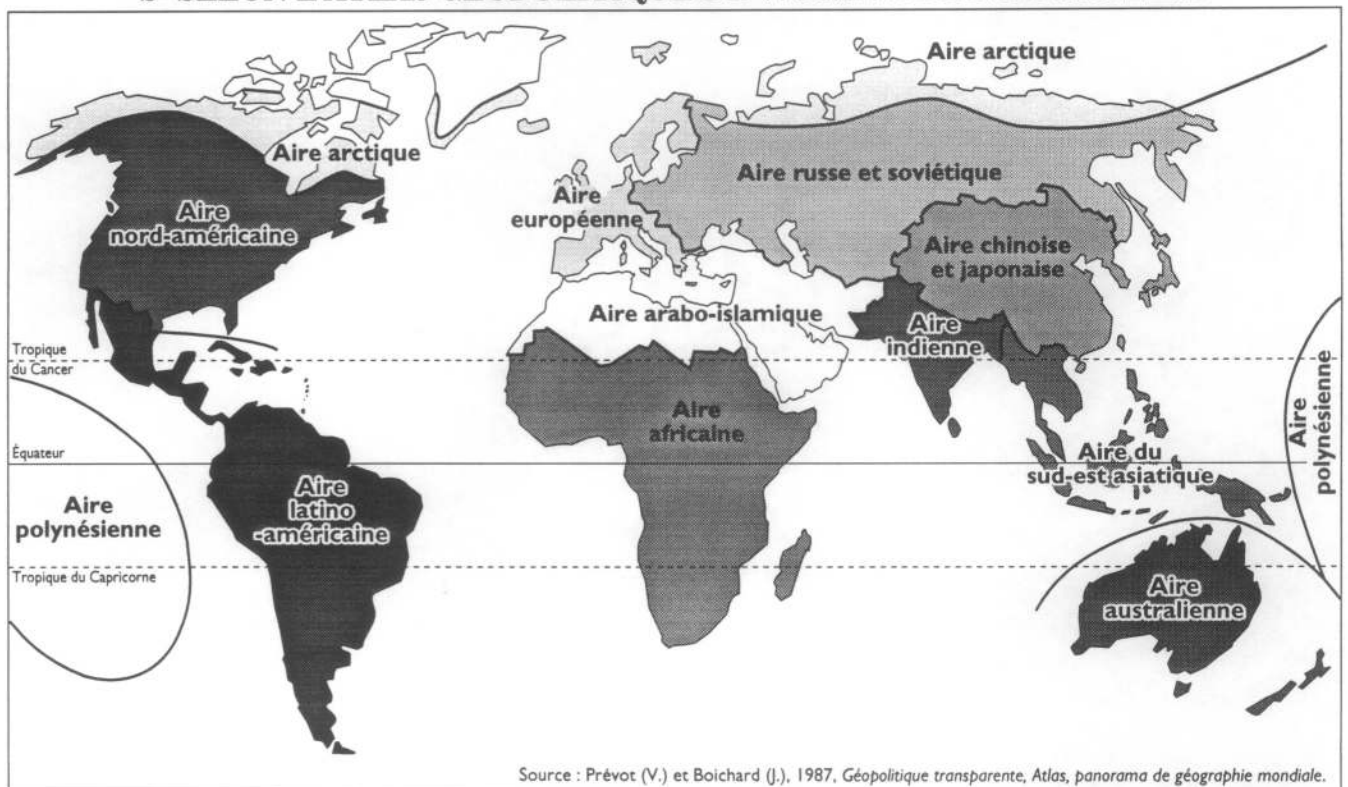 Aire arctique
Aire arctique
Aire russe et soviétique
Aire
nord-américaine
Aire
européenne
Aire chinoise
et japonaise
Aire arabo-islamique
Aire
indienne
Tropique
du Cancer
Aire
africaine
Aire
polynésienne
Équateur
Aire du
sud-est asiatique
Aire
latino
-américaine
Aire
polynésienne
Tropique du Capricorne
Aire
australienne
Source : Prévot (V.) et Boichard (J.), 1987, Géopolitique transparente, Atlas, panorama de géographie mondiale.